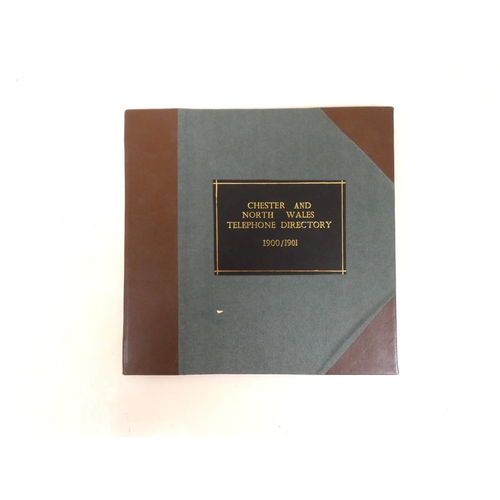 CHESTER AND
NORTH WALES
TELEPHONE DIRECTORY
1900/1901